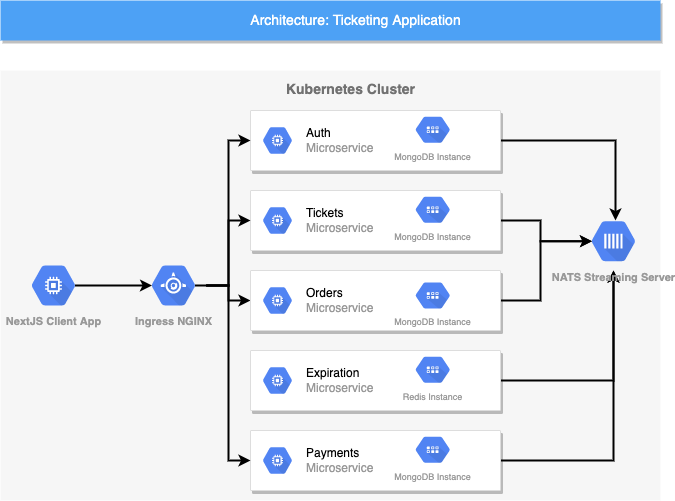 Architecture: Ticketing Application
Kubernetes Cluster
Auth
Microservice
MongoDB Instance
Tickets
Microservice
MongoDB Instance
NATS Streaming Server
Orders
Microservice
MongoDB Instance
NextJS Client App
Ingress NGINX
Expiration
Microservice
Redis Instance
Payments
Microservice
MongoDB Instance